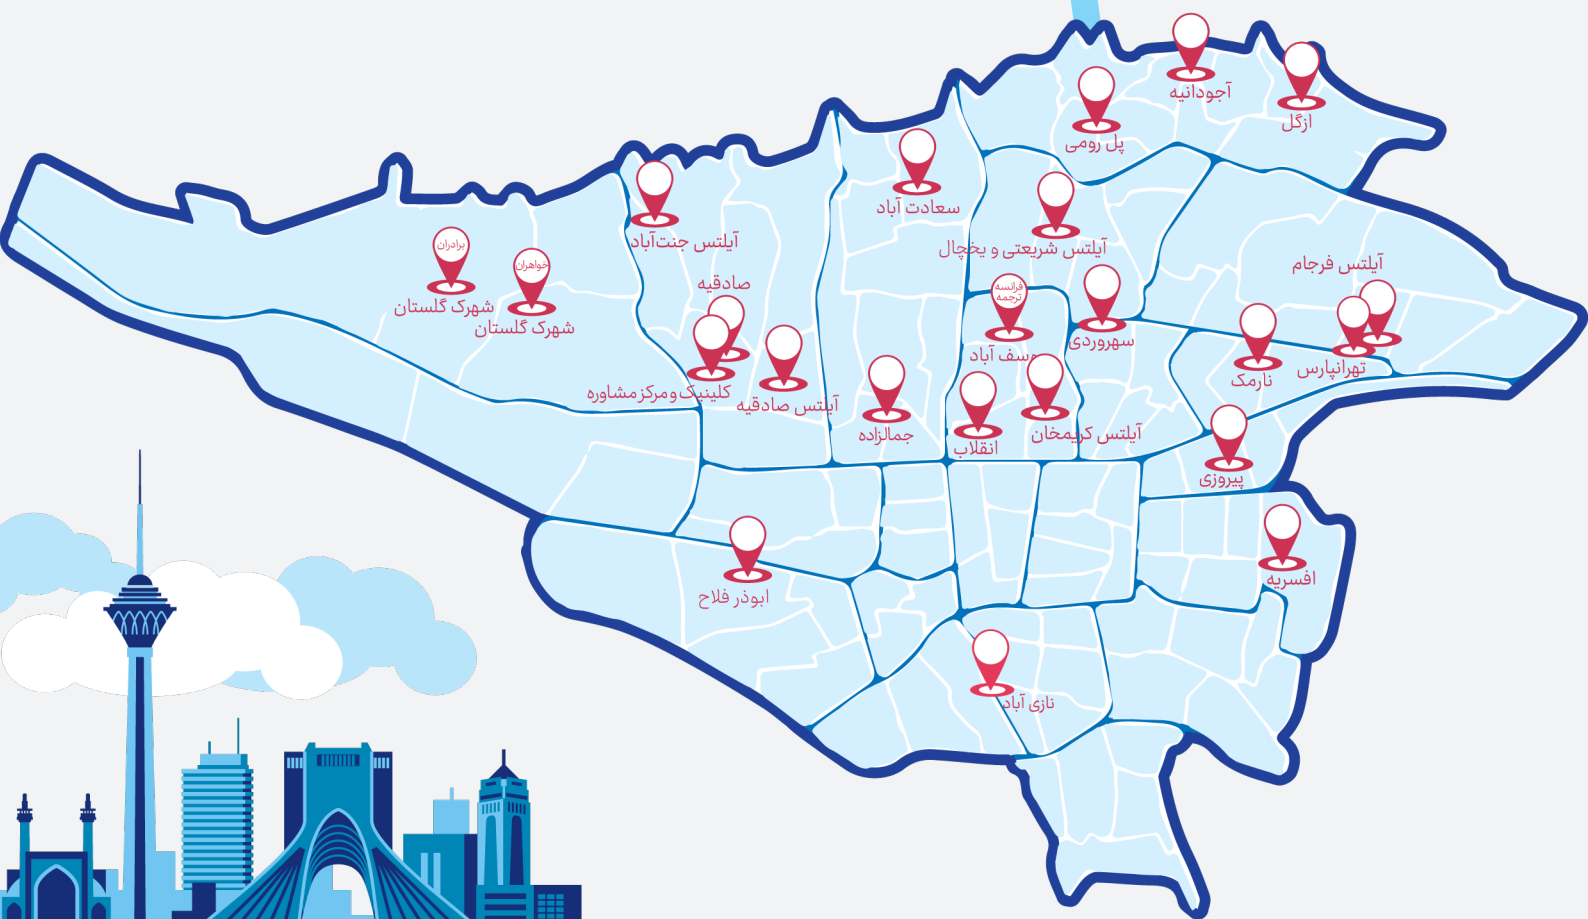 آجودانیه
ازگل
پل رومی
سعادت آباد
آیلتس جنت‌آباد
آیلتس شریعتی و یخچال
برادران
شهرک گلستان
خواهران
شهرک گلستان
صادقیه
آیلتس فرجام
فرانسه
ترجمه
یوسف آباد
سهروردی
تهرانپارس
نارمک
کلینیک و مرکز مشاوره
آیلتس صادقیه
جمالزاده
انقلاب
آیلتس کریمخان
پیروزی
افسریه
ابوذر فلاح
نازی آباد